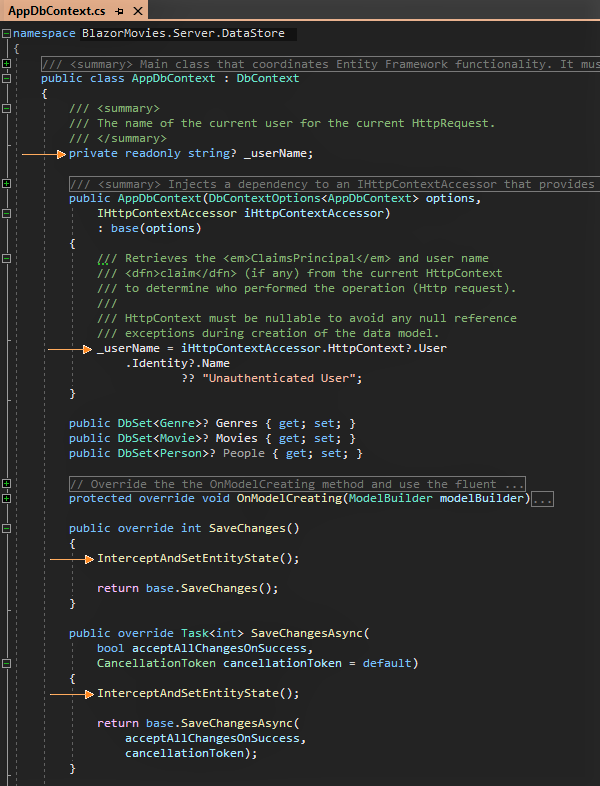 AppDbContext.cs
namespace BlazorMovies.Server.DataStore
{
/// <summary> Main class that coordinates Entity Framework functionality. It mus
public class AppDbContext : DbContext
{
/// <summary>
/// The name of the current user for the current HttpRequest.
/// </summary>
private readonly string? _userName;
/// <summary> Injects a dependency to an IHttpContextAccessor that provides
public AppDbContext(DbContextOptions<AppDbContext> options,
IHttpContextAccessor iHttpContextAccessor)
: base(options)
{
/// Retrieves the <em>ClaimsPrincipal</em> and user name
/// <dfn>claim</dfn> (if any) from the current HttpContext
/// to determine who performed the operation (Http request).
///
/// HttpContext must be nullable to avoid any null reference
/// exceptions during creation of the data model.
_userName = iHttpContextAccessor.HttpContext?.User
.Identity?.Name
?? "Unauthenticated User";
}
public DbSet<Genre>? Genres { get; set; }
public DbSet<Movie>? Movies { get; set; }
public DbSet<Person>? People { get; set; }
// Override the the OnModelCreating method and use the fluent ...
protected override void OnModelCreating(ModelBuilder modelBuilder)...
public override int SaveChanges()
{
InterceptAndSetEntityState();
return base.SaveChanges();
}
public override Task<int> SaveChangesAsync(
bool acceptAllChangesOnSuccess,
CancellationToken cancellationToken = default)
{
InterceptAndSetEntityState();
return base.SaveChangesAsync(
acceptAllChangesOnSuccess,
cancellationToken);
}